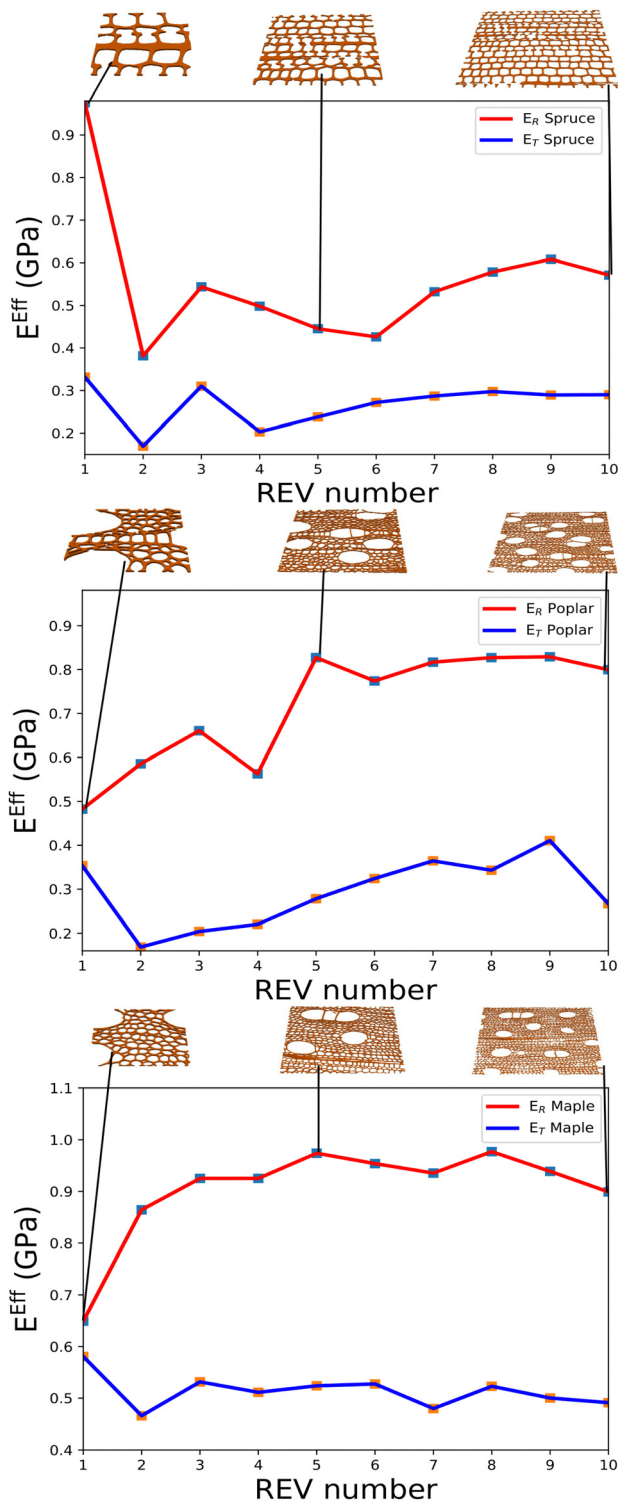 0.9
0.8
0.7
0.6
0.5
0.4
0.3
0.2
E^Eff (GPa)
E_R Spruce
E_T Spruce
1 2 3 4 5 6 7 8 9 10
REV number
0.9
0.8
0.7
0.6
0.5
0.4
0.3
0.2
E^Eff (GPa)
E_R Poplar
E_T Poplar
1 2 3 4 5 6 7 8 9 10
REV number
1.1
1.0
0.9
0.8
0.7
0.6
0.5
0.4
E^Eff (GPa)
E_R Maple
E_T Maple
1 2 3 4 5 6 7 8 9 10
REV number